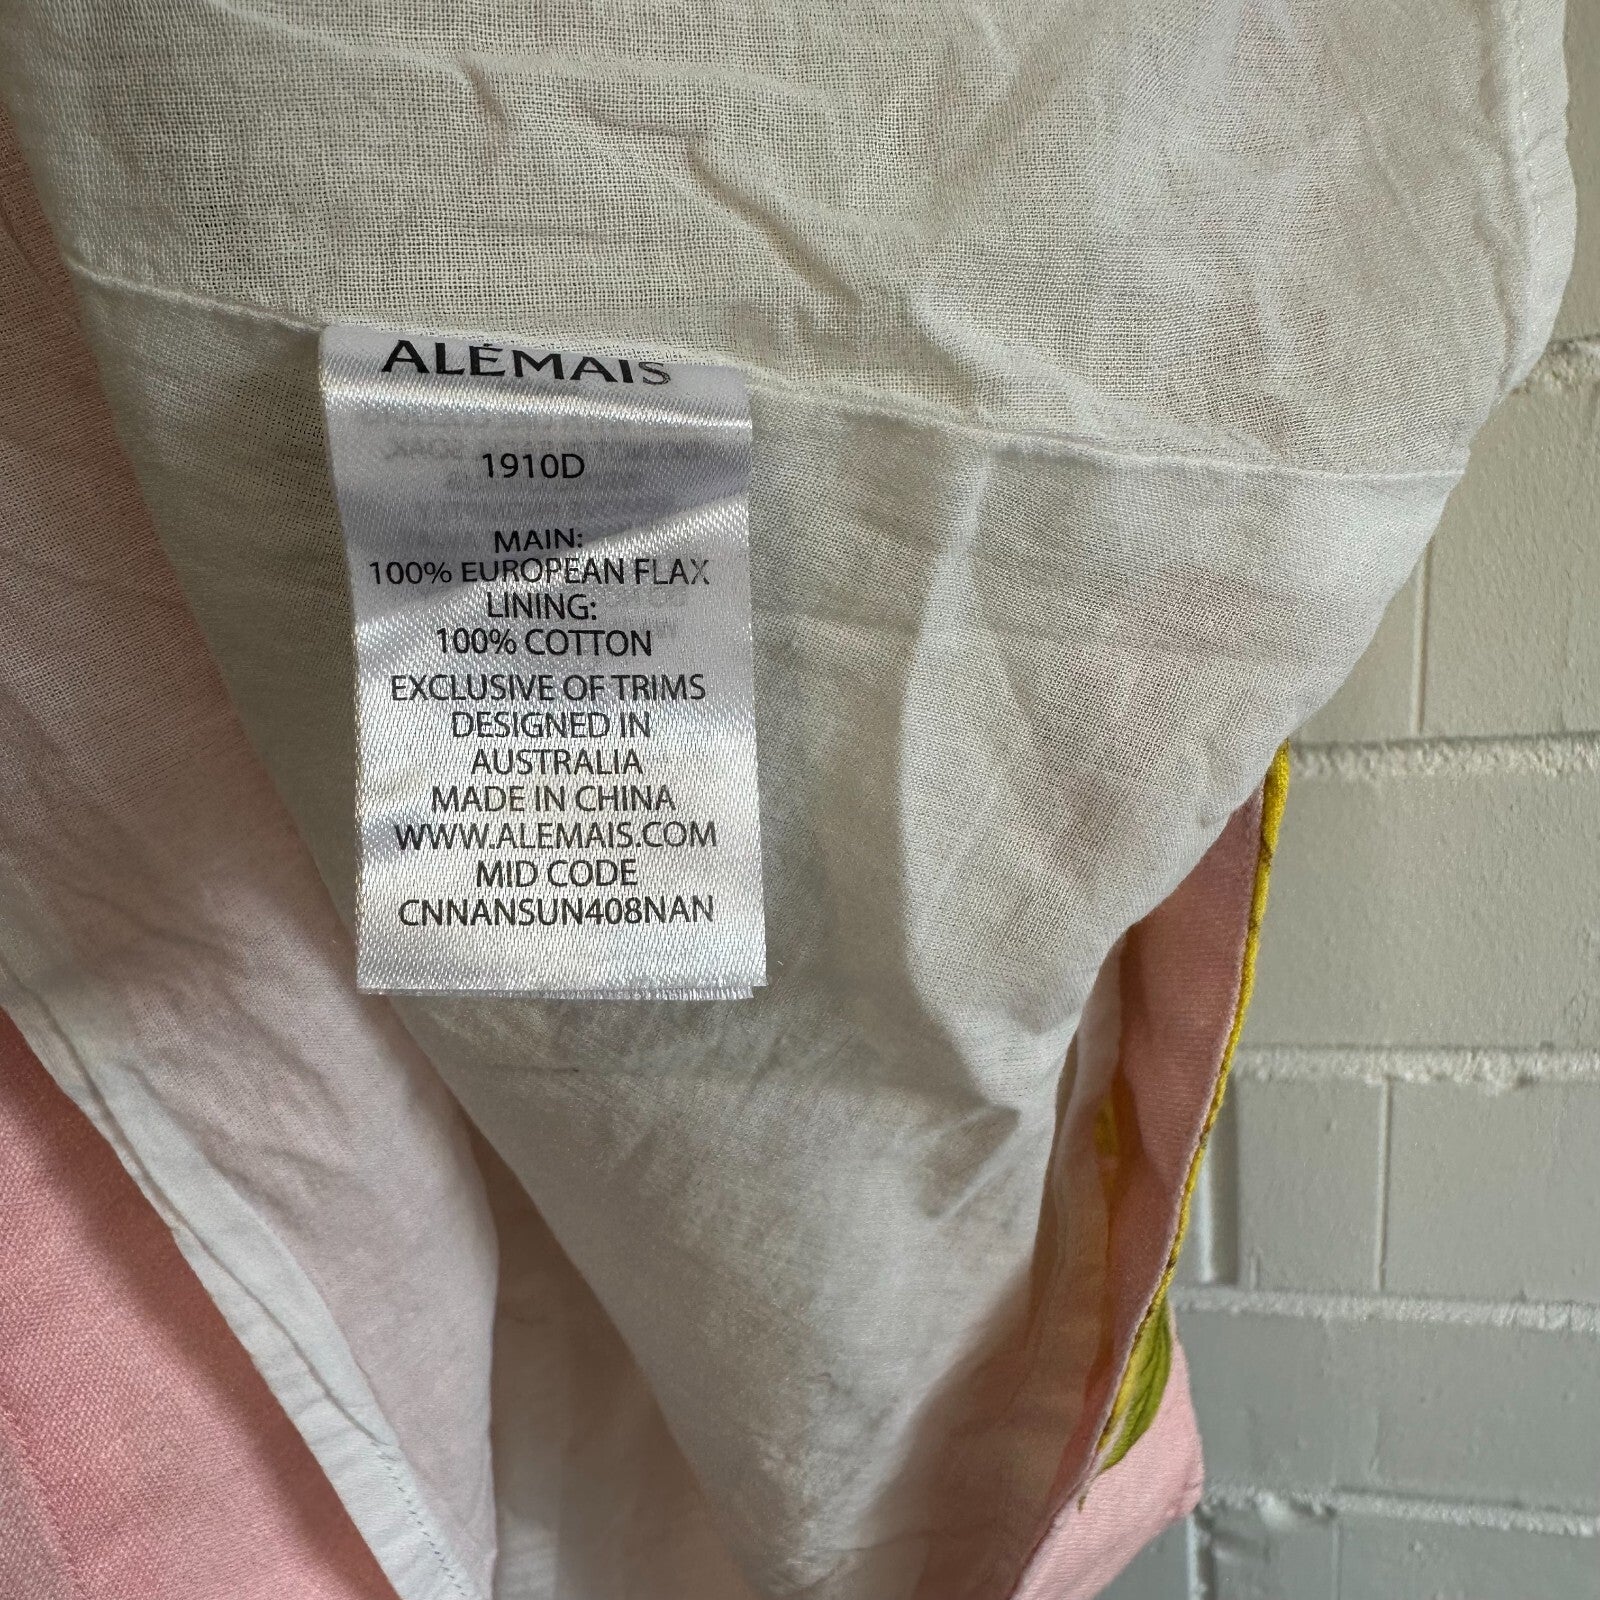 ALÉMAIS
1910D
MAIN:
100% EUROPEAN FLAX
LINING:
100% COTTON
EXCLUSIVE OF TRIMS
DESIGNED IN
AUSTRALIA
MADE IN CHINA
WWW.ALEMAIS.COM
MID CODE
CNNANSUN408NAN